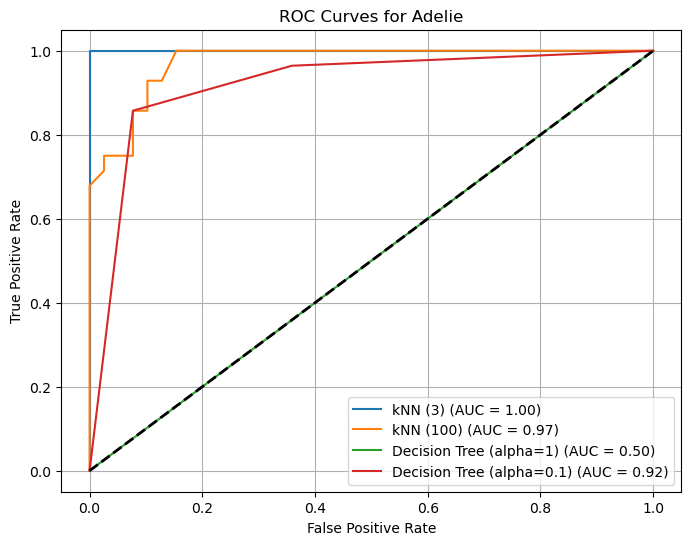 ROC Curves for Adelie
True Positive Rate
1.0
0.8
0.6
0.4
0.2
0.0
0.0 0.2 0.4 0.6 0.8 1.0
False Positive Rate
kNN (3) (AUC = 1.00)
kNN (100) (AUC = 0.97)
Decision Tree (alpha=1) (AUC = 0.50)
Decision Tree (alpha=0.1) (AUC = 0.92)